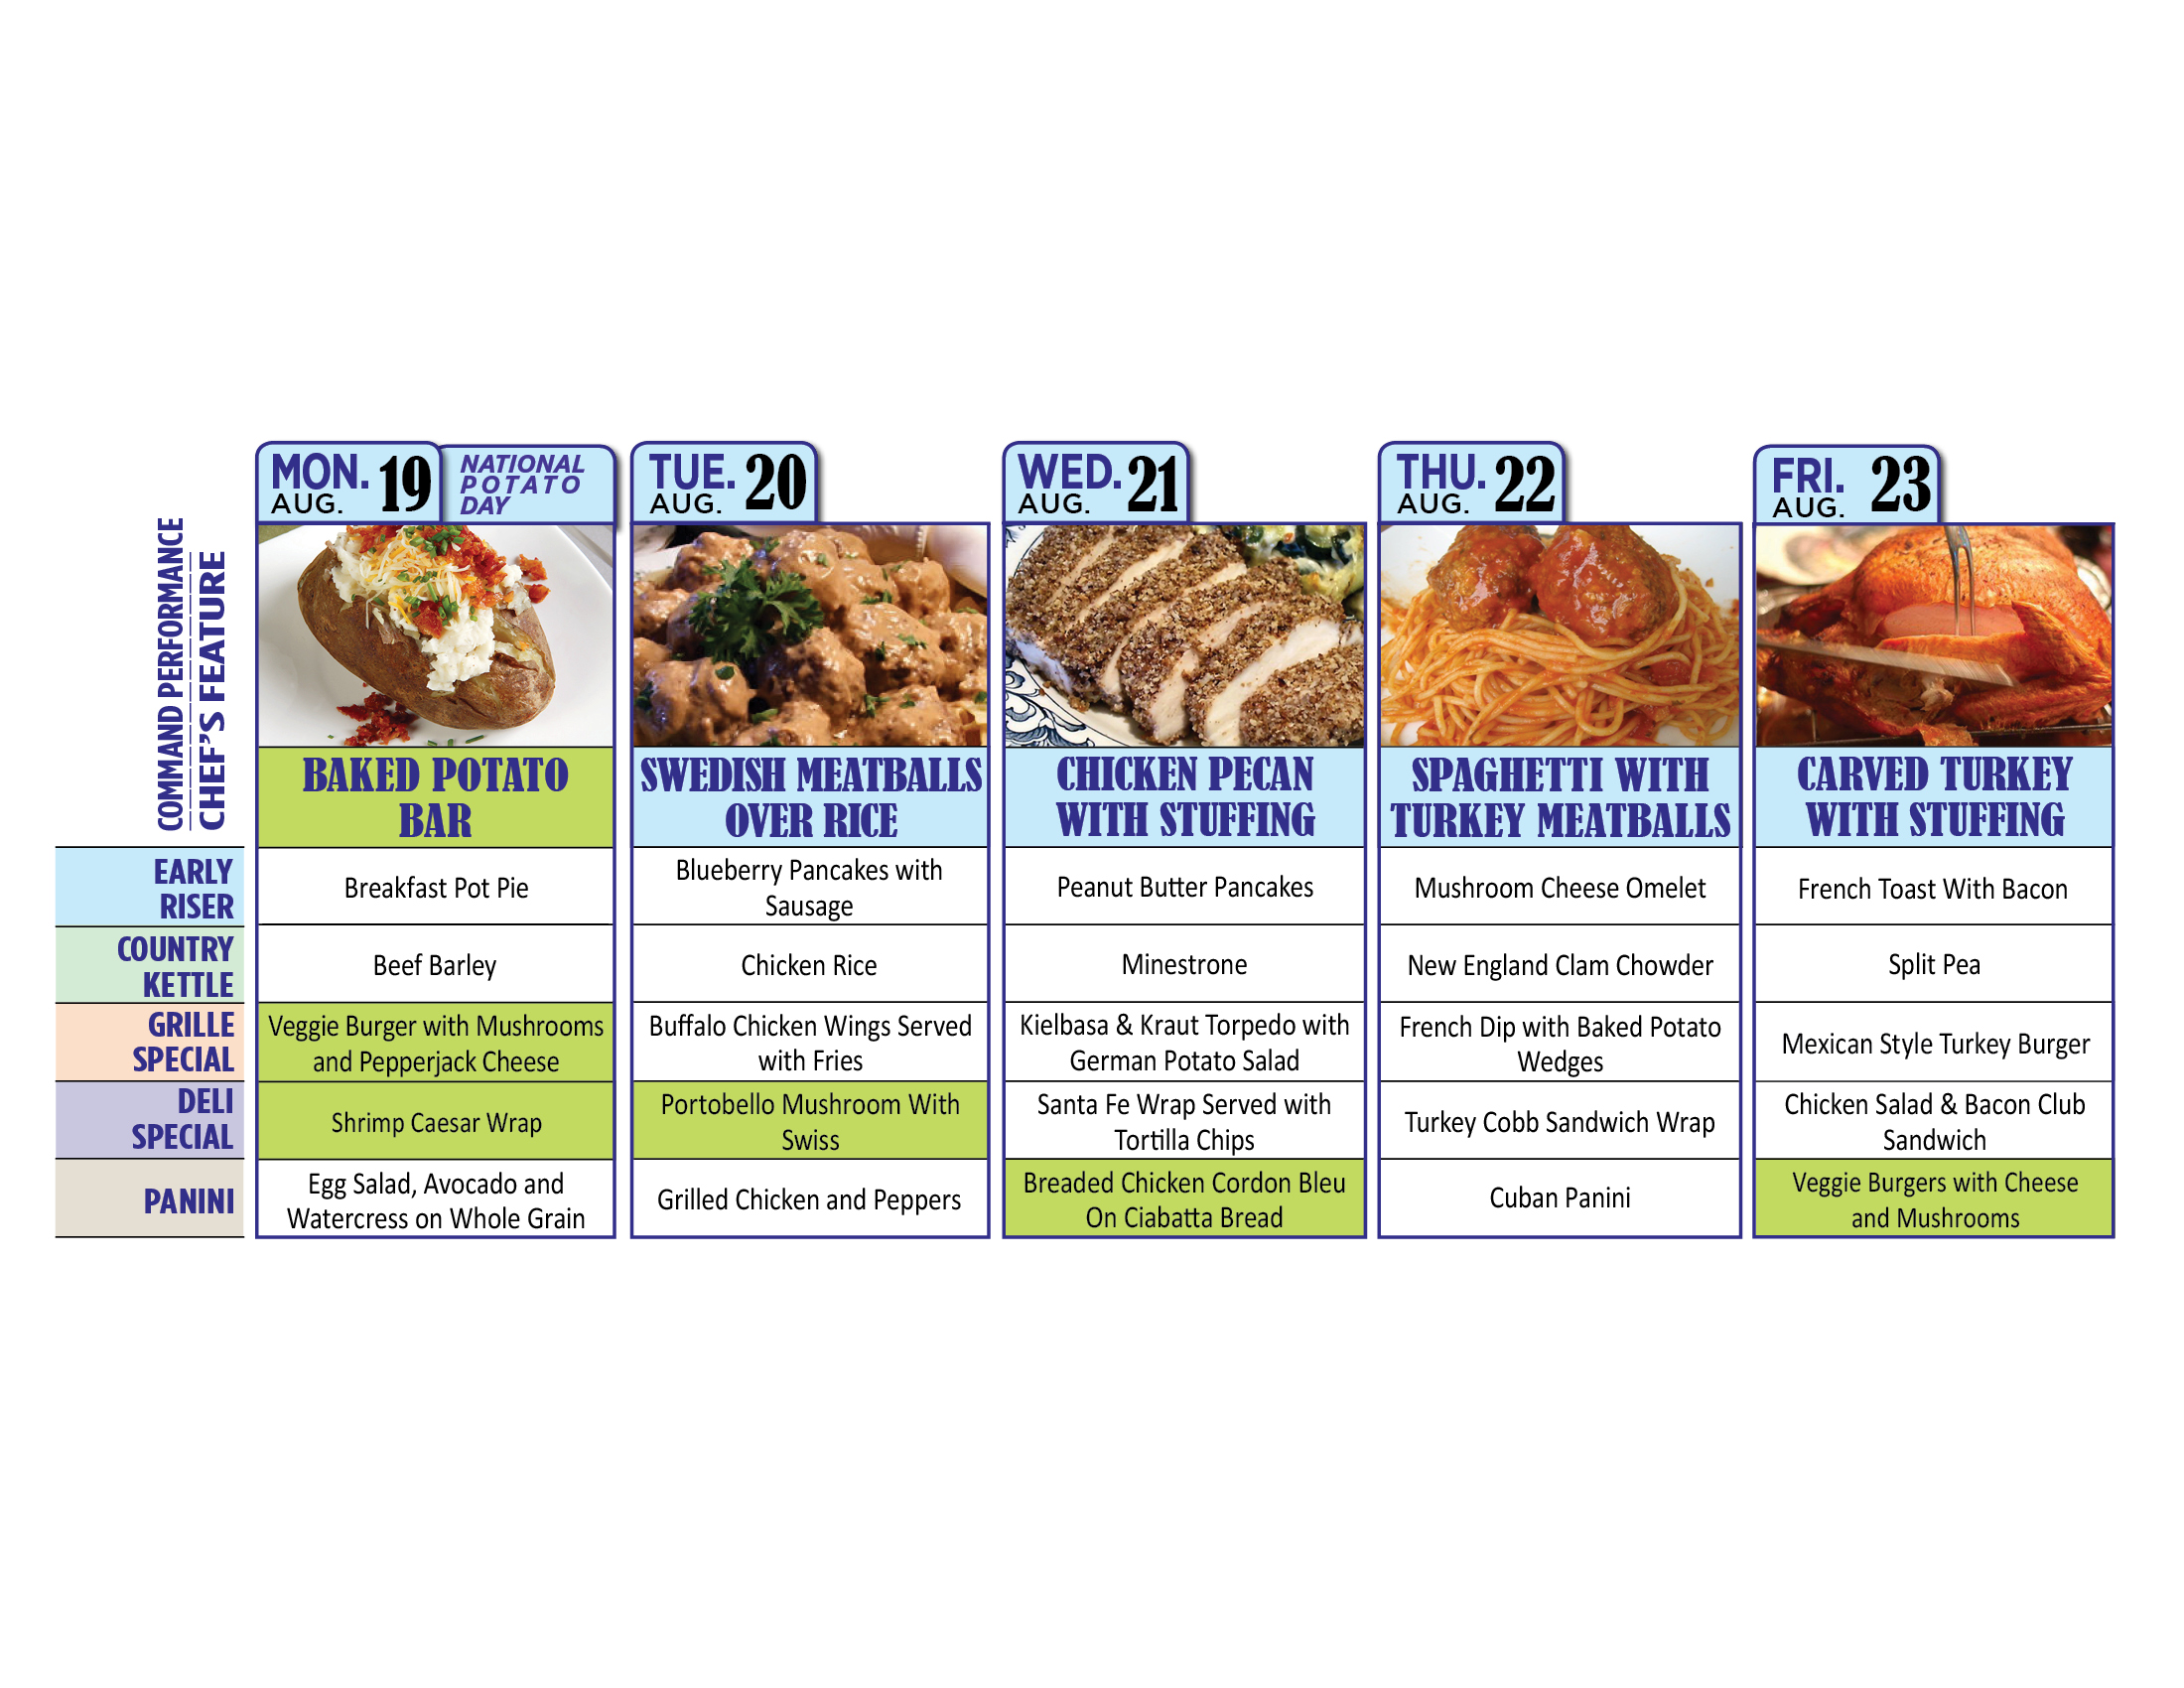 MON. 19
AUG.
NATIONAL
POTATO
DAY
TUE. 20
AUG.
WED. 21
AUG.
THU. 22
AUG.
FRI. 23
AUG.
COMMAND PERFORMANCE
CHEF'S FEATURE
BAKED POTATO
BAR
SWEDISH MEATBALLS
OVER RICE
CHICKEN PECAN
WITH STUFFING
SPAGHETTI WITH
TURKEY MEATBALLS
CARVED TURKEY
WITH STUFFING
EARLY
RISER
Breakfast Pot Pie
Blueberry Pancakes with
Sausage
Peanut Butter Pancakes
Mushroom Cheese Omelet
French Toast With Bacon
COUNTRY
KETTLE
Beef Barley
Chicken Rice
Minestrone
New England Clam Chowder
Split Pea
GRILLE
SPECIAL
Veggie Burger with Mushrooms
and Pepperjack Cheese
Buffalo Chicken Wings Served
with Fries
Kielbasa & Kraut Torpedo with
German Potato Salad
French Dip with Baked Potato
Wedges
Mexican Style Turkey Burger
DELI
SPECIAL
Shrimp Caesar Wrap
Portobello Mushroom With
Swiss
Santa Fe Wrap Served with
Tortilla Chips
Turkey Cobb Sandwich Wrap
Chicken Salad & Bacon Club
Sandwich
PANINI
Egg Salad, Avocado and
Watercress on Whole Grain
Grilled Chicken and Peppers
Breaded Chicken Cordon Bleu
On Ciabatta Bread
Cuban Panini
Veggie Burgers with Cheese
and Mushrooms